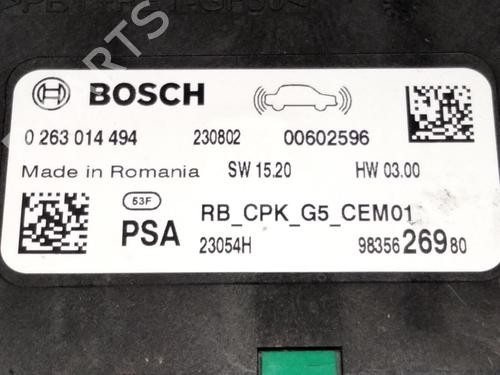 BOSCH
0 263 014 494 230802 00602596
Made in Romania SW 15.20 HW 03.00
53F
PSA RB_CPK_G5_CEM01
23054H 98356 269 80